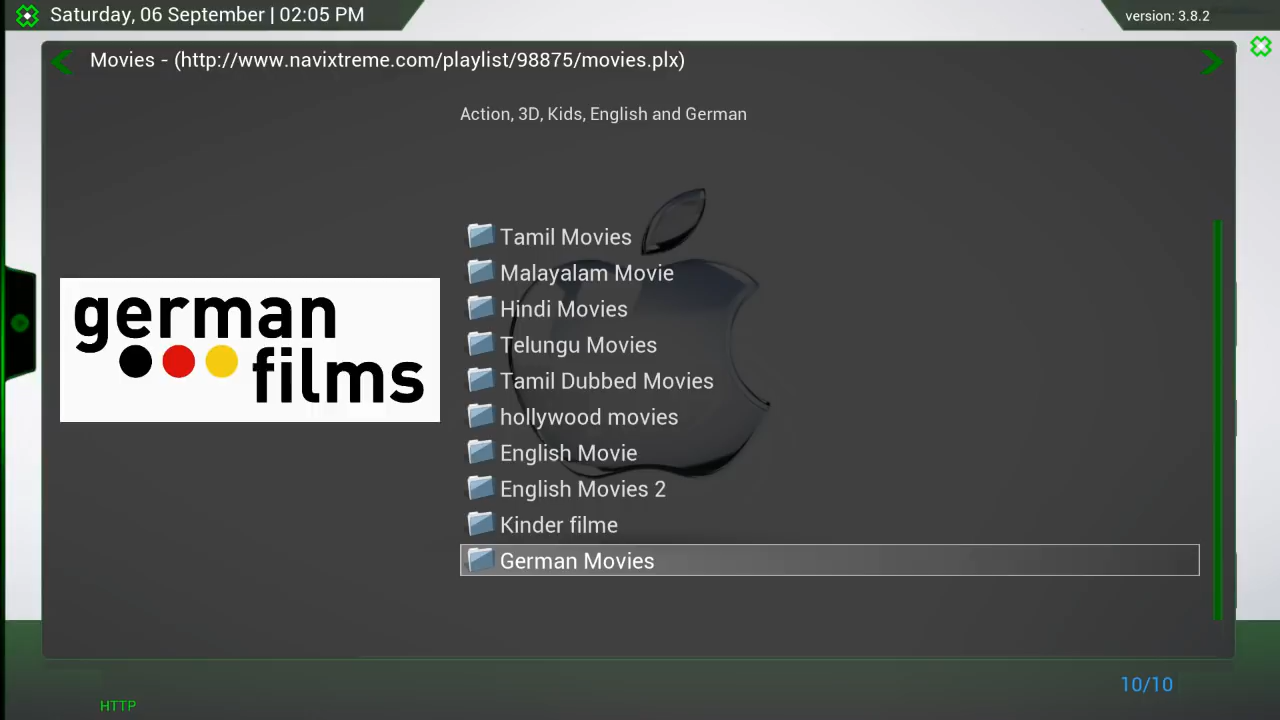 Saturday, 06 September | 02:05 PM
version: 3.8.2
Movies - (http://www.navixtreme.com/playlist/98875/movies.plx)
Action, 3D, Kids, English and German
german
films
Tamil Movies
Malayalam Movie
Hindi Movies
Telungu Movies
Tamil Dubbed Movies
hollywood movies
English Movie
English Movies 2
Kinder filme
German Movies
10/10
HTTP